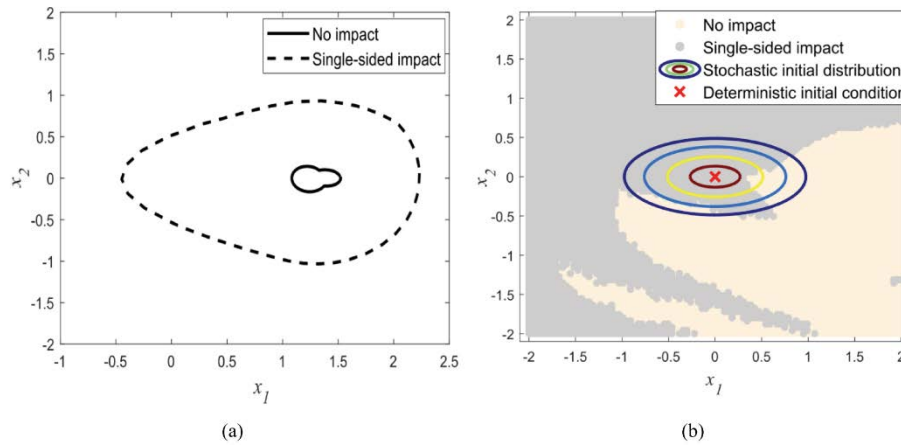 2
1.5
1
0.5
0
-0.5
-1
-1.5
-2
x2
-1 -0.5 0 0.5 1 1.5 2 2.5
x1
No impact
Single-sided impact
(a)
2
1.5
1
0.5
0
-0.5
-1
-1.5
-2
x2
-2 -1.5 -1 -0.5 0 0.5 1 1.5 2
x1
No impact
Single-sided impact
Stochastic initial distribution
Deterministic initial condition
(b)